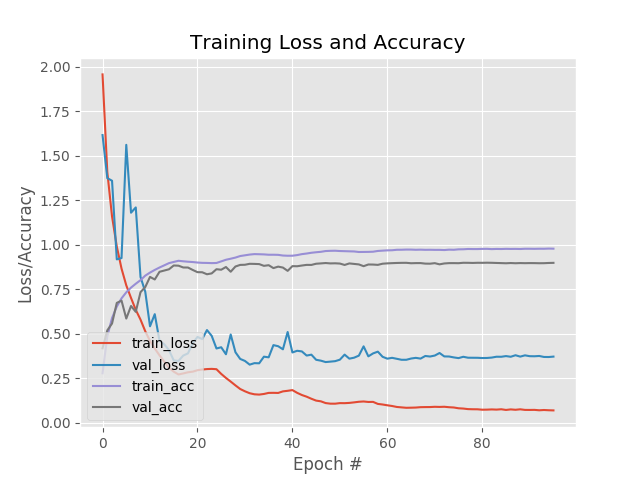 Training Loss and Accuracy
Loss/Accuracy
2.00
1.75
1.50
1.25
1.00
0.75
0.50
0.25
0.00
train_loss
val_loss
train_acc
val_acc
0 20 40 60 80
Epoch #